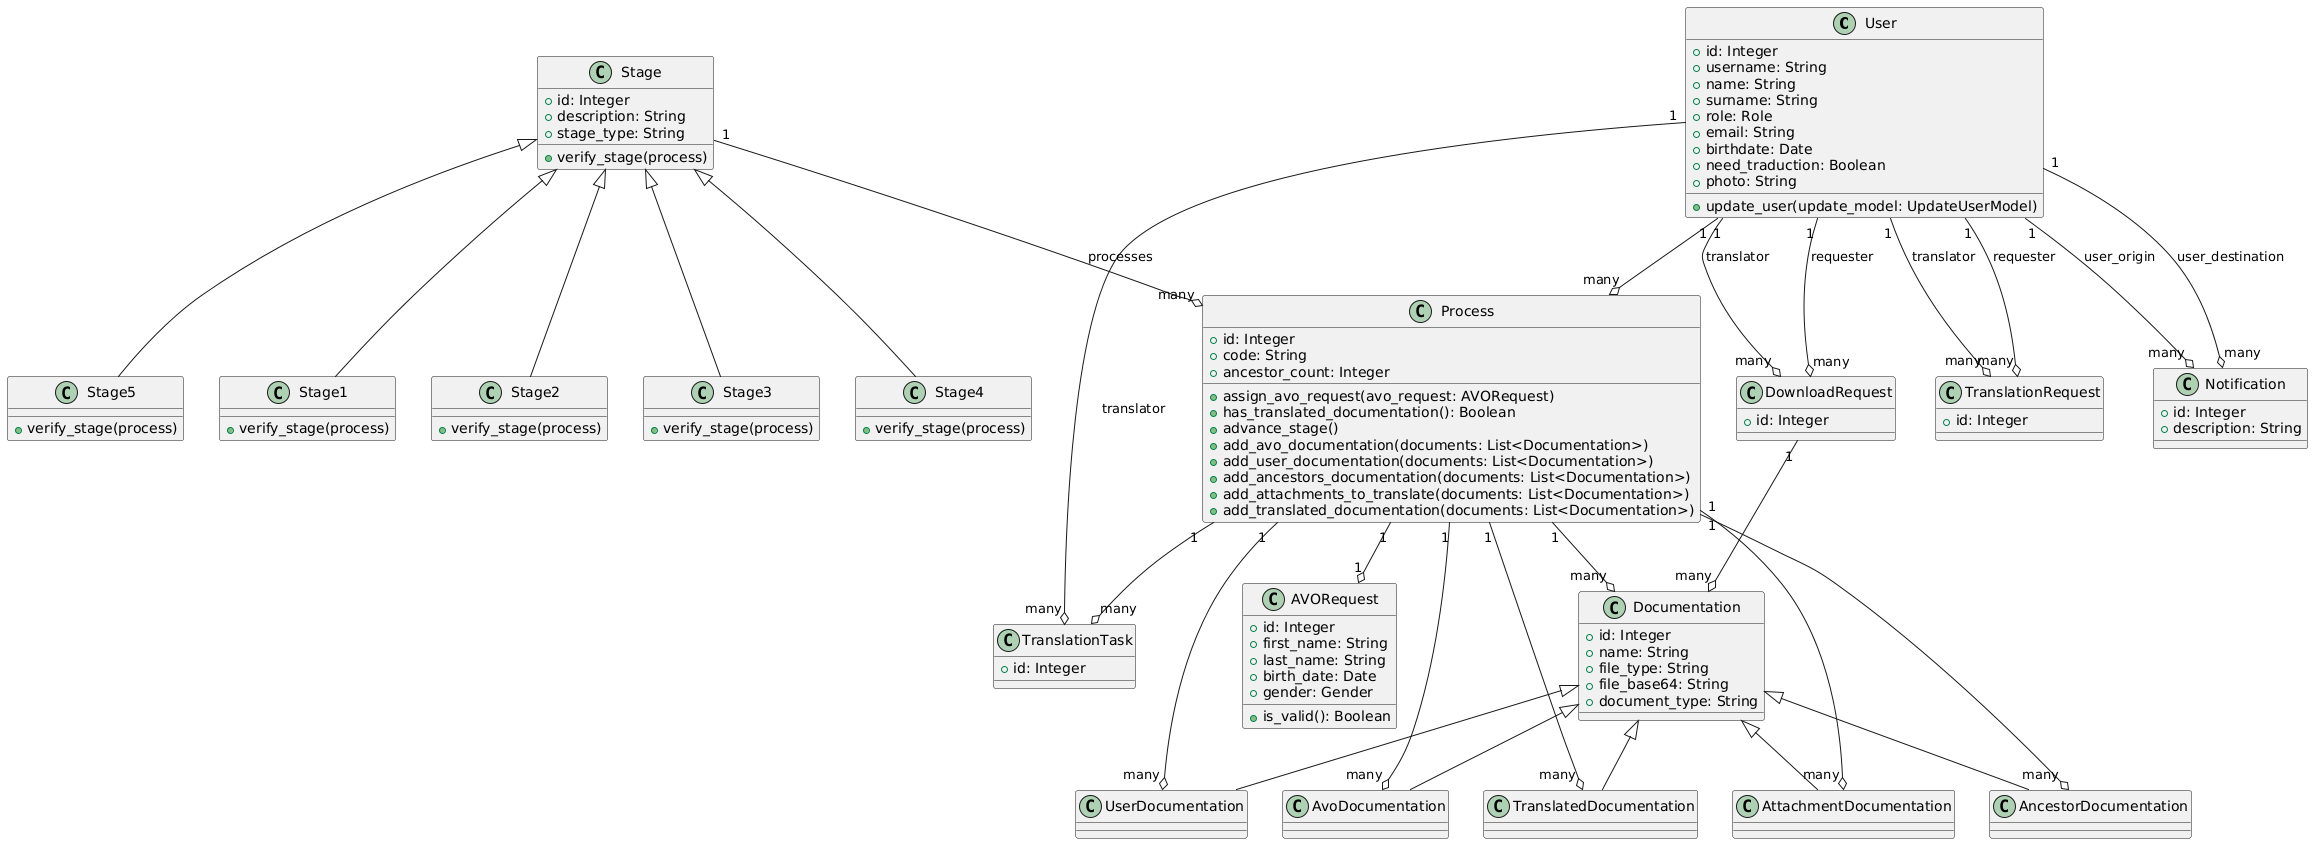 C User
id: Integer
username: String
name: String
surname: String
role: Role
email: String
birthdate: Date
need_traduction: Boolean
photo: String
update_user(update_model: UpdateUserModel)
C Stage
id: Integer
description: String
stage_type: String
verify_stage(process)
1
1
1
1
1
1
1
1
1
processes
translator
requester
translator
requester
user_origin
user_destination
many
many
many
many
many
many
many
many
C Process
id: Integer
code: String
ancestor_count: Integer
assign_avo_request(avo_request: AVORequest)
has_translated_documentation(): Boolean
advance_stage()
add_avo_documentation(documents: List<Documentation>)
add_user_documentation(documents: List<Documentation>)
add_ancestors_documentation(documents: List<Documentation>)
add_attachments_to_translate(documents: List<Documentation>)
add_translated_documentation(documents: List<Documentation>)
C Stage5
verify_stage(process)
C Stage1
verify_stage(process)
C Stage2
verify_stage(process)
C Stage3
verify_stage(process)
C Stage4
verify_stage(process)
translator
C DownloadRequest
id: Integer
C TranslationRequest
id: Integer
C Notification
id: Integer
description: String
1
1
1
1
1
1
1
1
1
1
many
many
many
many
C TranslationTask
id: Integer
C AVORequest
id: Integer
first_name: String
last_name: String
birth_date: Date
gender: Gender
is_valid(): Boolean
C Documentation
id: Integer
name: String
file_type: String
file_base64: String
document_type: String
many
many
many
many
many
C UserDocumentation
C AvoDocumentation
C TranslatedDocumentation
C AttachmentDocumentation
C AncestorDocumentation